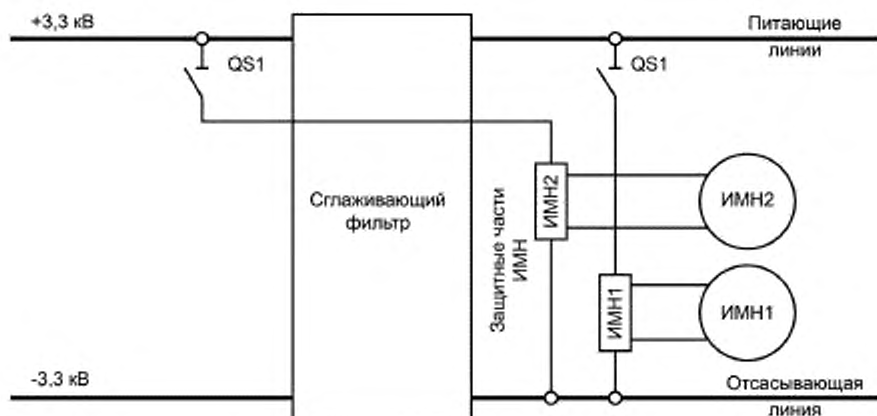 +3,3 кВ
QS1
Сглаживающий
фильтр
Питающие
линии
QS1
Защитные части
ИМН
ИМН2
ИМН2
ИМН1
ИМН1
-3,3 кВ
Отсасывающая
линия